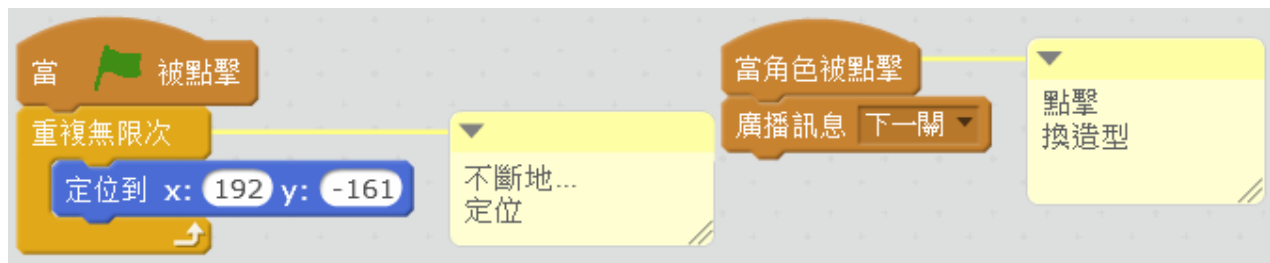 當 被點擊
重複無限次
定位到 x: 192 y: -161
不斷地...
定位
當角色被點擊
廣播訊息 下一關
點擊
換造型